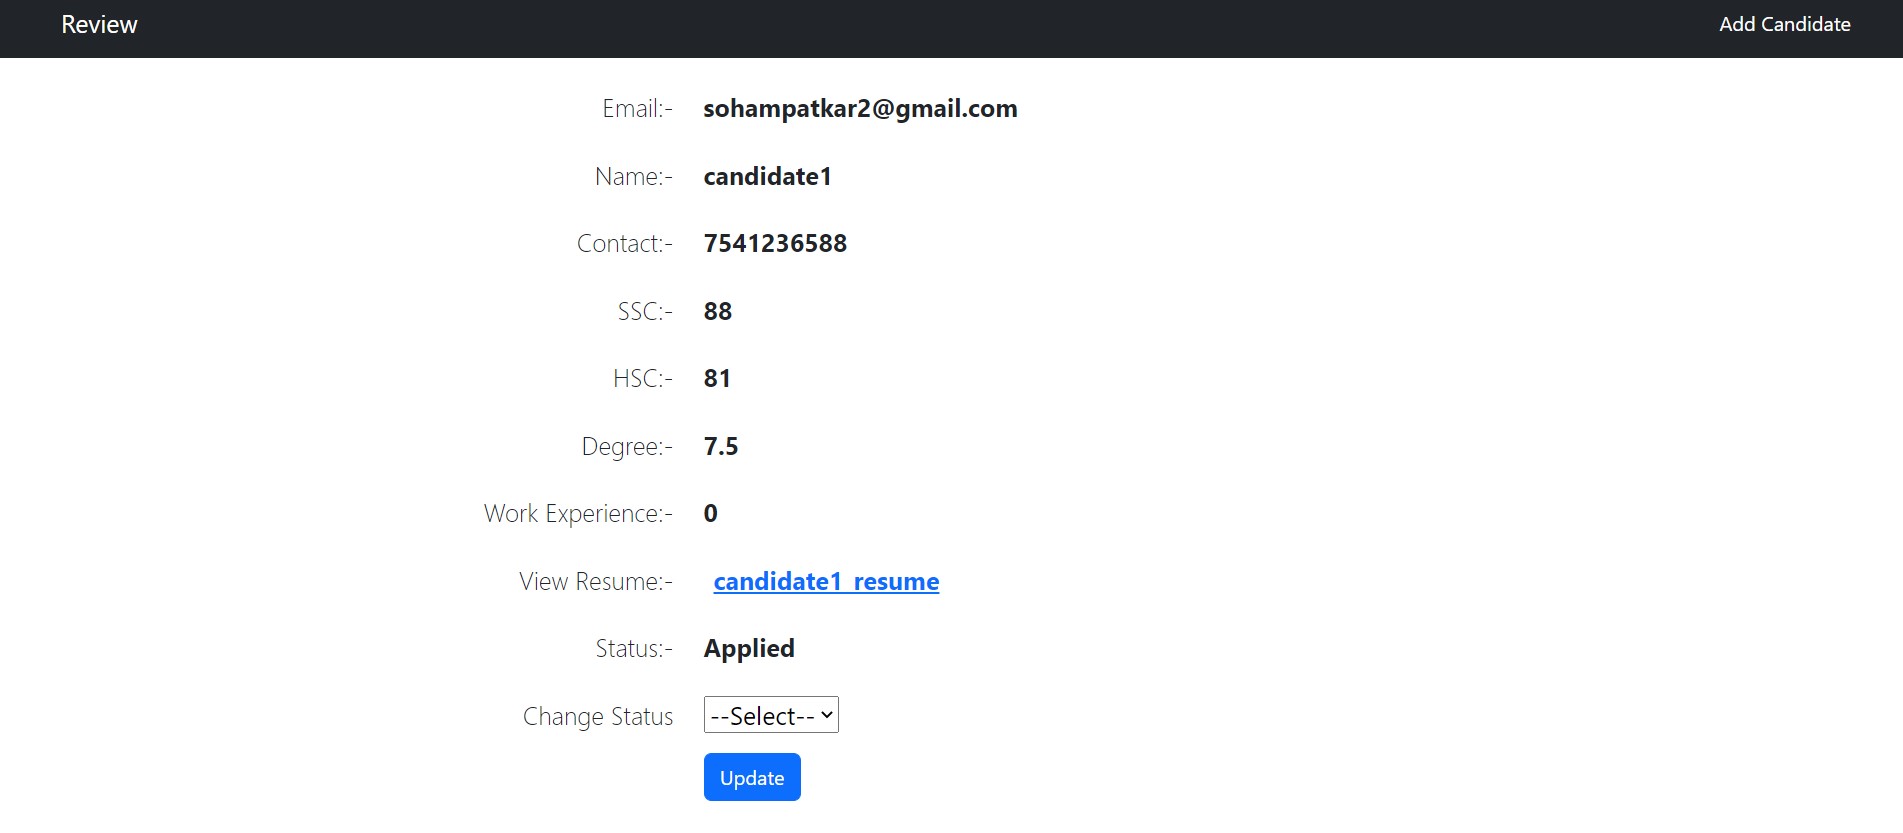 Review Add Candidate
Email:- sohampatkar2@gmail.com
Name:- candidate1
Contact:- 7541236588
SSC:- 88
HSC:- 81
Degree:- 7.5
Work Experience:- 0
View Resume:- candidate1_resume
Status:- Applied
Change Status --Select--
Update